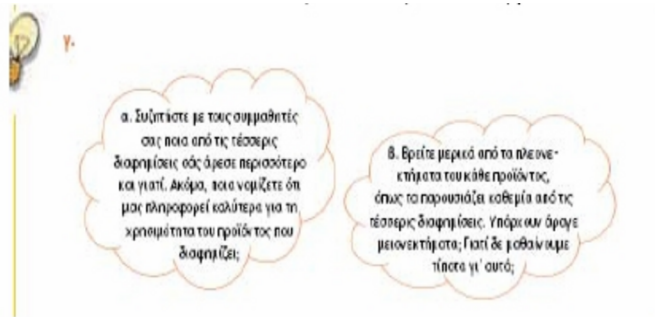 γ.
α. Συζητήστε με τους συμμαθητές
σας ποια από τις τέσσερις
διαφημίσεις σάς άρεσε περισσότερο
και γιατί. Ακόμα, ποια νομίζετε ότι
μας πληροφορεί καλύτερα για τη
χρησιμότητα του προϊόντος που
διαφημίζει;
β. Βρείτε μερικά από τα πλεονε-
κτήματα του κάθε προϊόντος,
όπως τα παρουσιάζει καθεμία από τις
τέσσερις διαφημίσεις. Υπάρχουν άραγε
μειονεκτήματα; Γιατί δε μαθαίνουμε
τίποτα γι' αυτά;